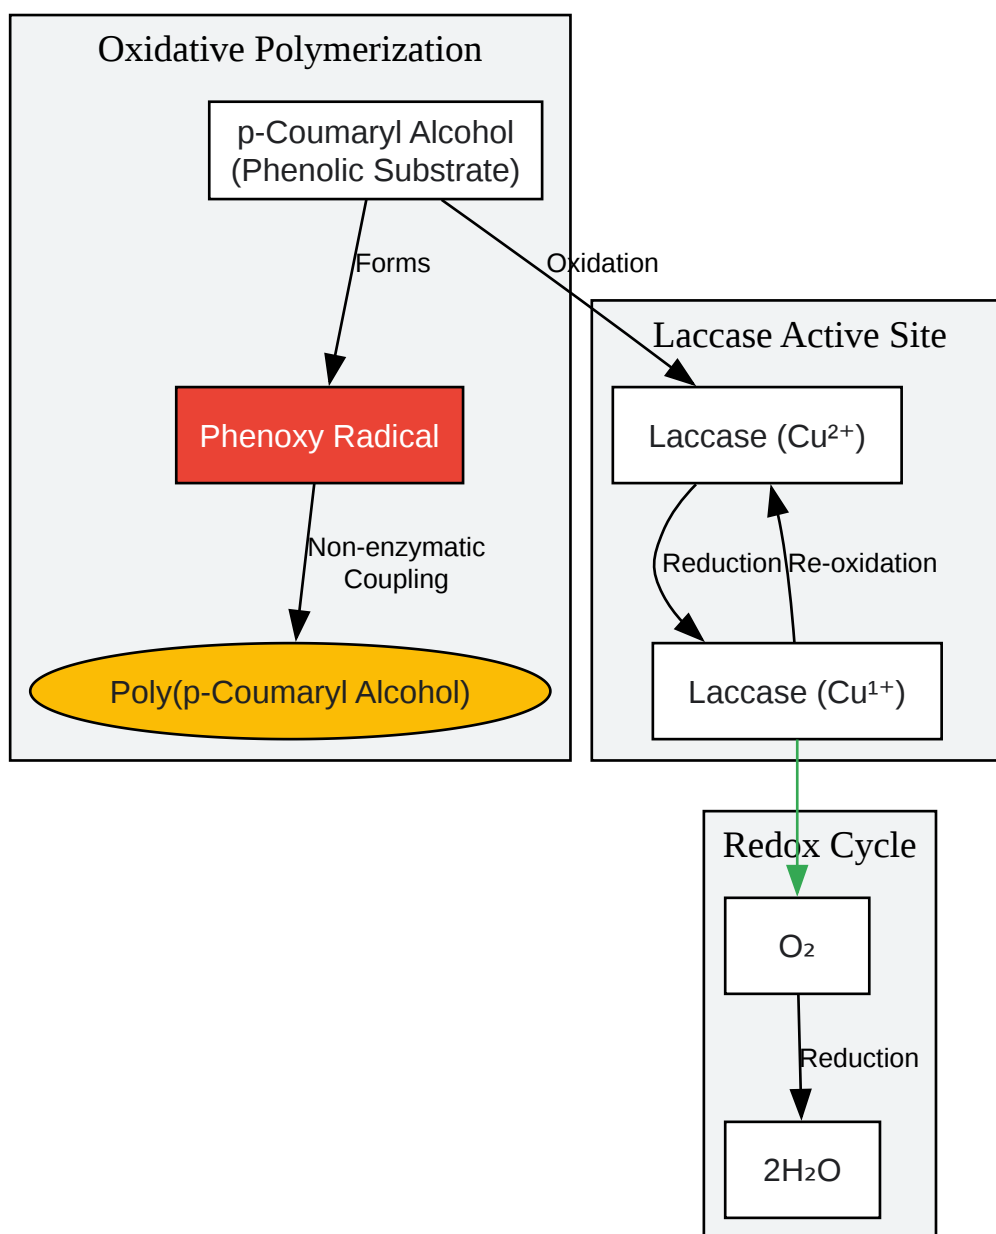 Oxidative Polymerization
p-Coumaryl Alcohol
(Phenolic Substrate)
Forms
Oxidation
Laccase Active Site
Phenoxy Radical
Laccase (Cu²⁺)
Non-enzymatic
Coupling
Reduction
Re-oxidation
Poly(p-Coumaryl Alcohol)
Laccase (Cu¹⁺)
Redox Cycle
O₂
Reduction
2H₂O